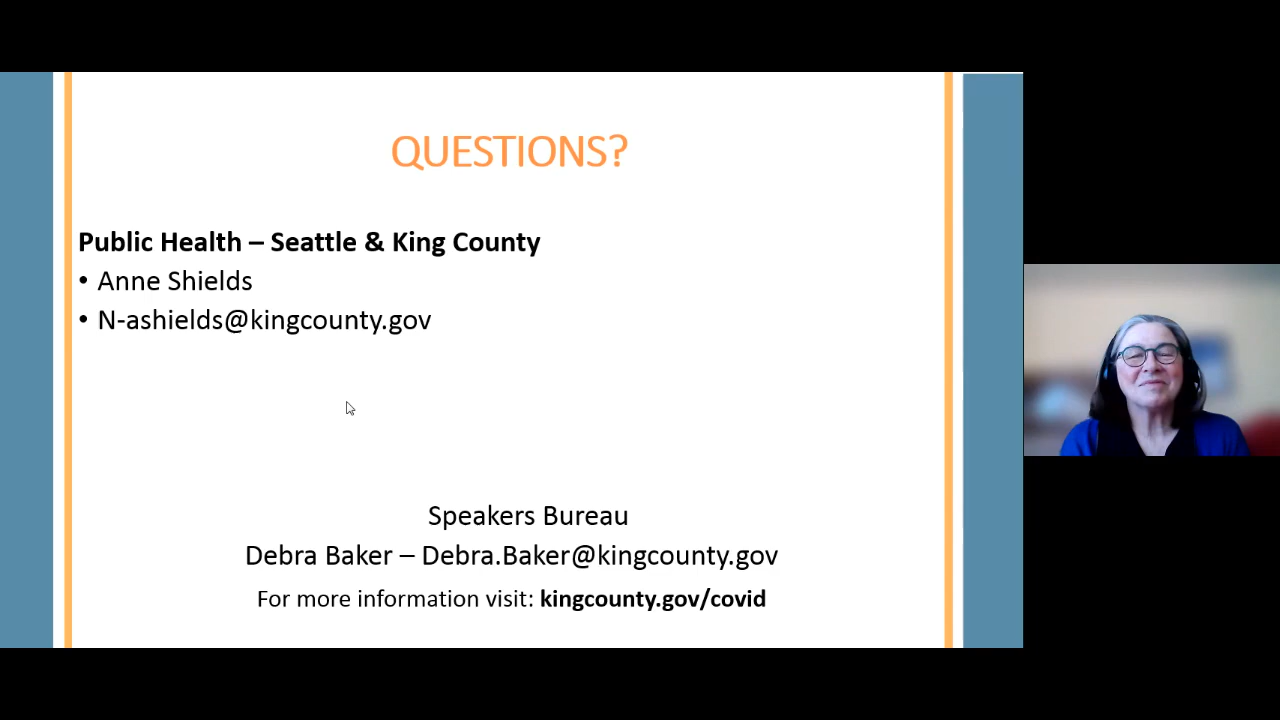 QUESTIONS?
Public Health – Seattle & King County
• Anne Shields
• N-ashields@kingcounty.gov
Speakers Bureau
Debra Baker – Debra.Baker@kingcounty.gov
For more information visit: kingcounty.gov/covid